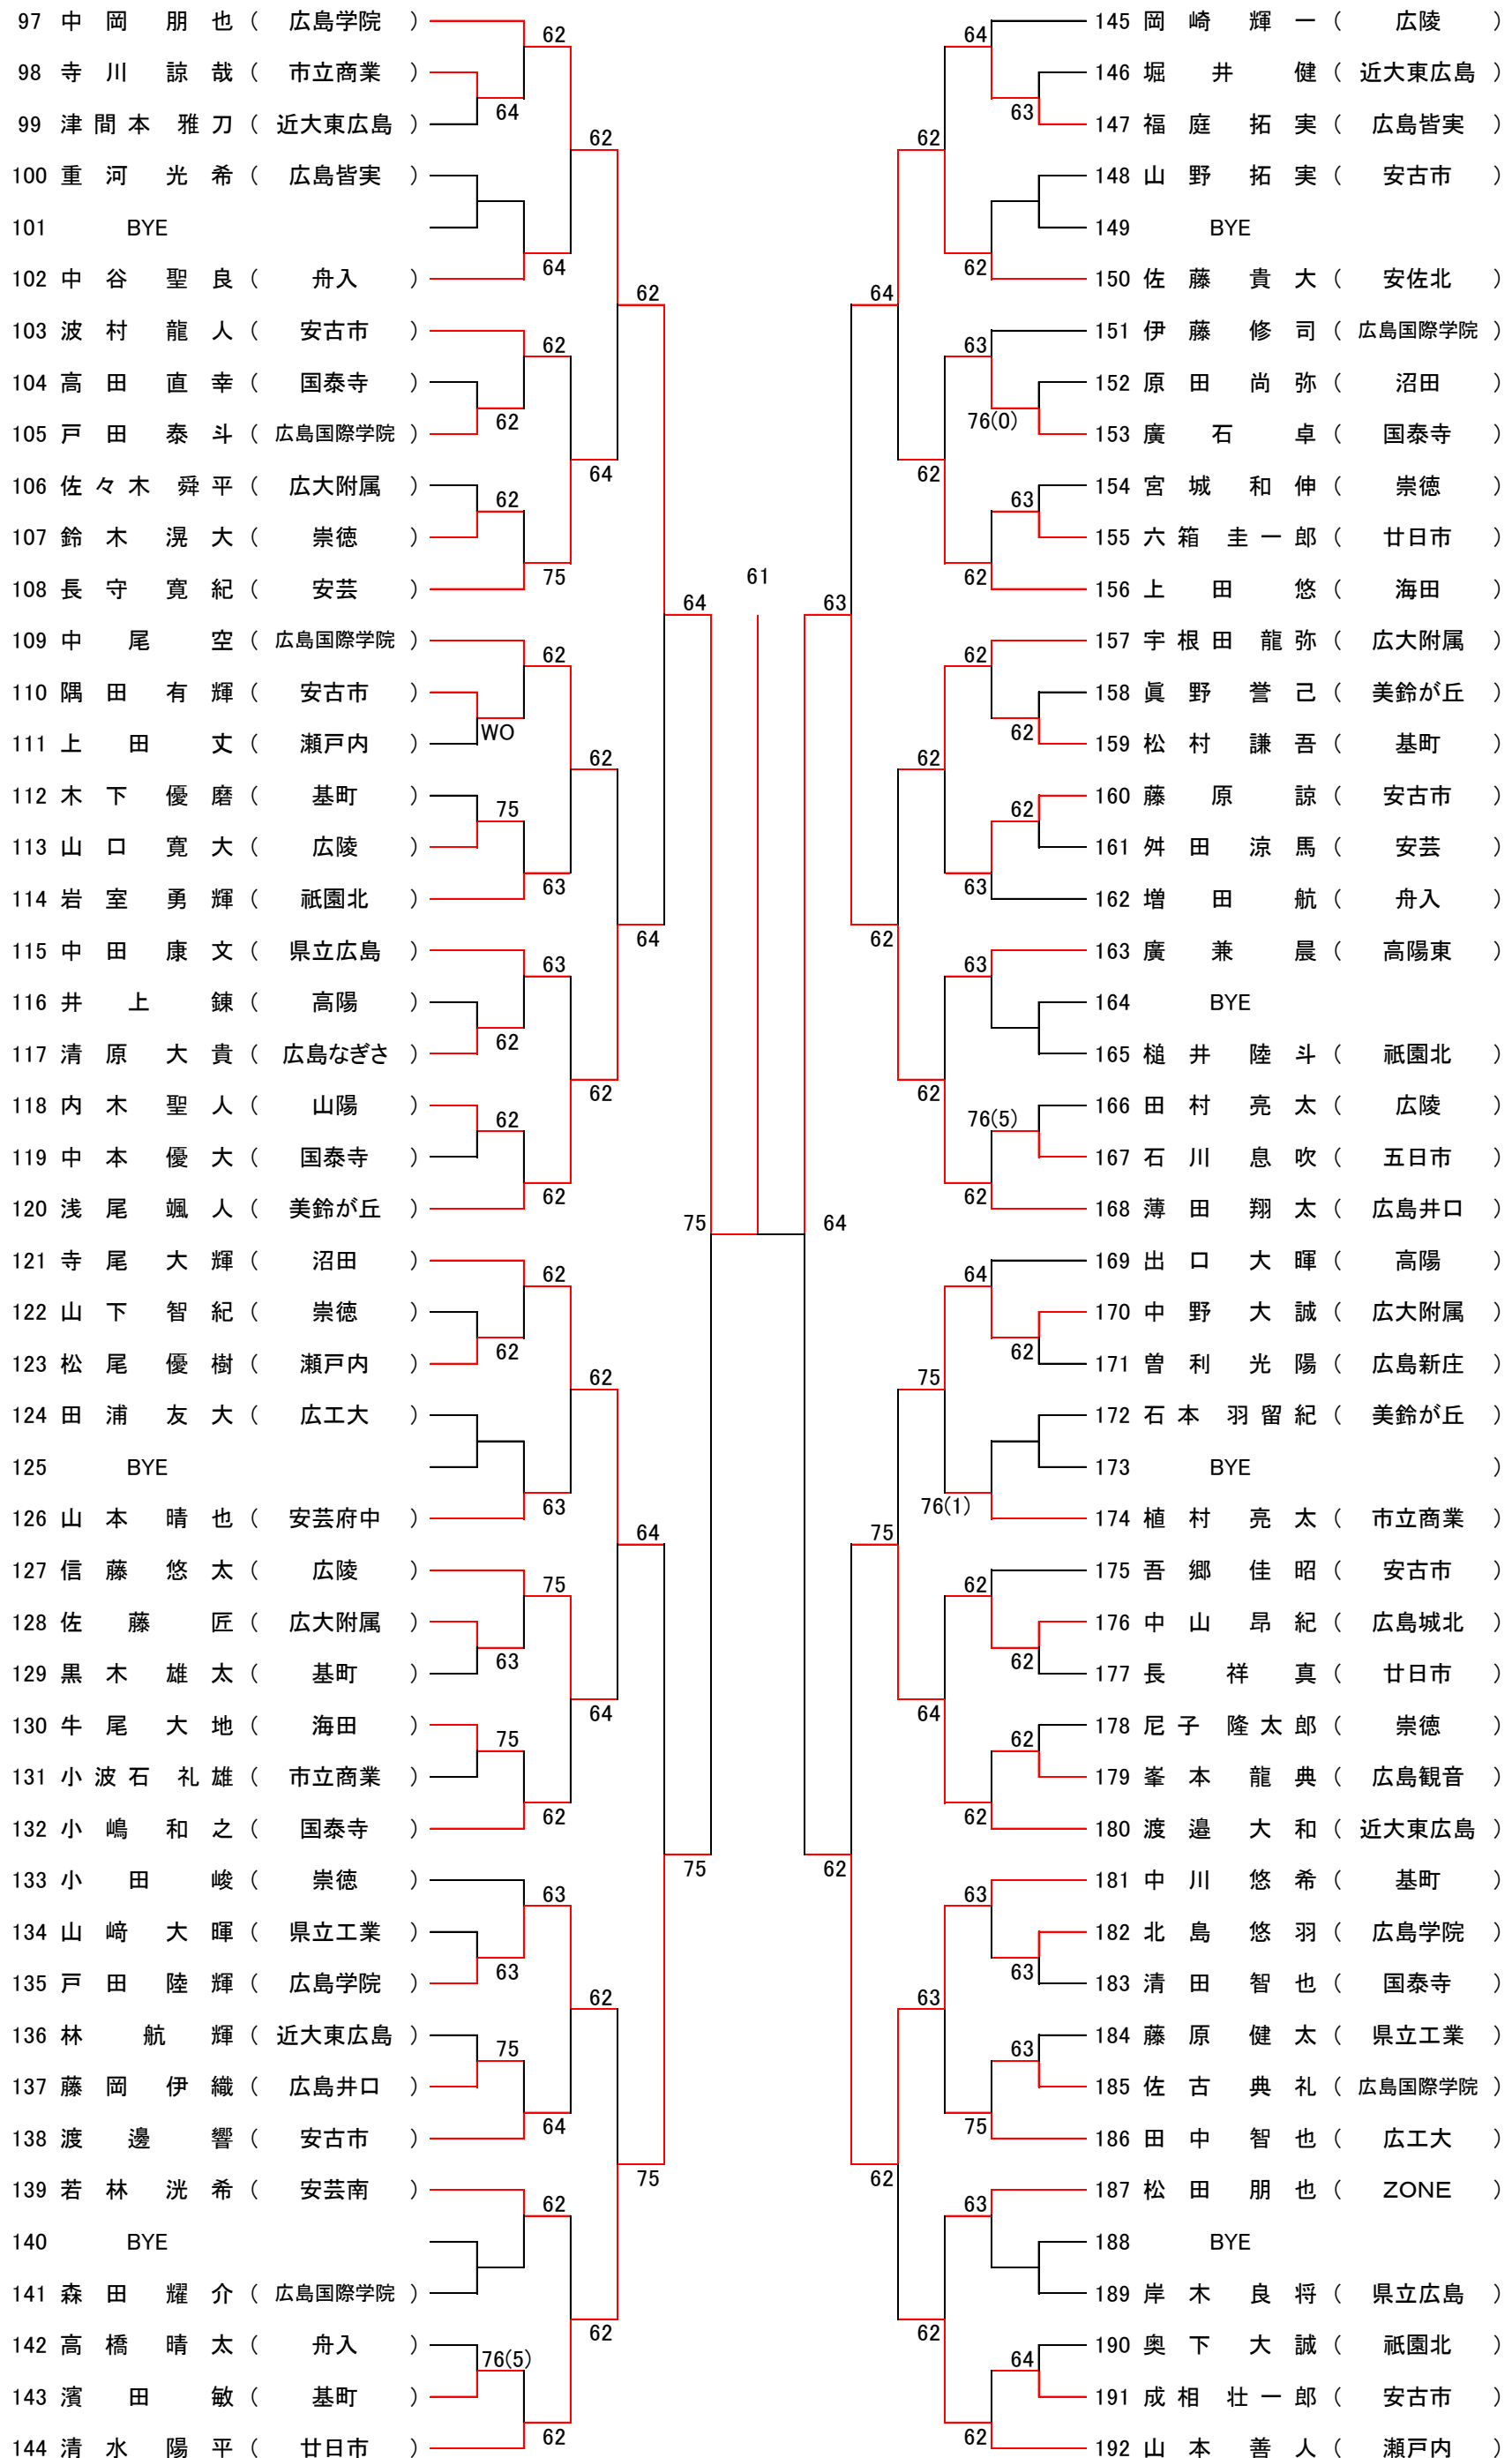 97 中岡 朋也 ( 広島学院 )
62
98 寺川 諒哉 ( 市立商業 )
64
99 津間本 雅刀 ( 近大東広島 )
62
100 重河 光希 ( 広島皆実 )
101 BYE
64
102 中谷 聖良 ( 舟入 )
62
103 波村 龍人 ( 安古市 )
62
104 高田 直幸 ( 国泰寺 )
62
105 戸田 泰斗 ( 広島国際学院 )
64
106 佐々木 舜平 ( 広大附属 )
62
107 鈴木 滉大 ( 崇徳 )
75
108 長守 寛紀 ( 安芸 )
64
109 中尾 空 ( 広島国際学院 )
62
110 隅田 有輝 ( 安古市 )
WO
111 上田 丈 ( 瀬戸内 )
62
112 木下 優磨 ( 基町 )
75
113 山口 寛大 ( 広陵 )
63
114 岩室 勇輝 ( 祇園北 )
64
115 中田 康文 ( 県立広島 )
63
116 井上 錬 ( 高陽 )
62
117 清原 大貴 ( 広島なぎさ )
62
118 内木 聖人 ( 山陽 )
62
119 中本 優大 ( 国泰寺 )
62
120 浅尾 颯人 ( 美鈴が丘 )
75
121 寺尾 大輝 ( 沼田 )
62
122 山下 智紀 ( 崇徳 )
62
123 松尾 優樹 ( 瀬戸内 )
62
124 田浦 友大 ( 広工大 )
125 BYE
63
126 山本 晴也 ( 安芸府中 )
64
127 信藤 悠太 ( 広陵 )
75
128 佐藤 匠 ( 広大附属 )
63
129 黒木 雄太 ( 基町 )
64
130 牛尾 大地 ( 海田 )
75
131 小波石 礼雄 ( 市立商業 )
62
132 小嶋 和之 ( 国泰寺 )
75
133 小田 峻 ( 崇徳 )
63
134 山﨑 大暉 ( 県立工業 )
63
135 戸田 陸輝 ( 広島学院 )
62
136 林 航輝 ( 近大東広島 )
75
137 藤岡 伊織 ( 広島井口 )
64
138 渡邊 響 ( 安古市 )
75
139 若林 洸希 ( 安芸南 )
62
140 BYE
141 森田 耀介 ( 広島国際学院 )
62
142 高橋 晴太 ( 舟入 )
76(5)
143 濱田 敏 ( 基町 )
62
144 清水 陽平 ( 廿日市 )
61
145 岡崎 輝一 ( 広陵 )
64
146 堀井 健 ( 近大東広島 )
63
147 福庭 拓実 ( 広島皆実 )
62
148 山野 拓実 ( 安古市 )
149 BYE
62
150 佐藤 貴大 ( 安佐北 )
64
151 伊藤 修司 ( 広島国際学院 )
63
152 原田 尚弥 ( 沼田 )
76(0)
153 廣石 卓 ( 国泰寺 )
62
154 宮城 和伸 ( 崇徳 )
63
155 六箱 圭一郎 ( 廿日市 )
62
156 上田 悠 ( 海田 )
63
157 宇根田 龍弥 ( 広大附属 )
62
158 眞野 誉己 ( 美鈴が丘 )
62
159 松村 謙吾 ( 基町 )
62
160 藤原 諒 ( 安古市 )
62
161 舛田 涼馬 ( 安芸 )
63
162 増田 航 ( 舟入 )
62
163 廣兼 晨 ( 高陽東 )
63
164 BYE
165 槌井 陸斗 ( 祇園北 )
62
166 田村 亮太 ( 広陵 )
76(5)
167 石川 息吹 ( 五日市 )
62
168 薄田 翔太 ( 広島井口 )
64
169 出口 大暉 ( 高陽 )
64
170 中野 大誠 ( 広大附属 )
62
171 曽利 光陽 ( 広島新庄 )
75
172 石本 羽留紀 ( 美鈴が丘 )
173 BYE )
76(1)
174 植村 亮太 ( 市立商業 )
75
175 吾郷 佳昭 ( 安古市 )
62
176 中山 昂紀 ( 広島城北 )
62
177 長 祥真 ( 廿日市 )
64
178 尼子 隆太郎 ( 崇徳 )
62
179 峯本 龍典 ( 広島観音 )
62
180 渡邉 大和 ( 近大東広島 )
62
181 中川 悠希 ( 基町 )
63
182 北島 悠羽 ( 広島学院 )
63
183 清田 智也 ( 国泰寺 )
63
184 藤原 健太 ( 県立工業 )
63
185 佐古 典礼 ( 広島国際学院 )
75
186 田中 智也 ( 広工大 )
62
187 松田 朋也 ( ZONE )
63
188 BYE
189 岸木 良将 ( 県立広島 )
62
190 奥下 大誠 ( 祇園北 )
64
191 成相 壮一郎 ( 安古市 )
62
192 山本 善人 ( 瀬戸内 )